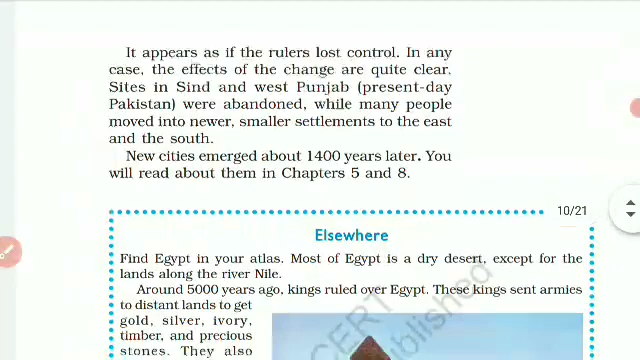 It appears as if the rulers lost control. In any
case, the effects of the change are quite clear.
Sites in Sind and west Punjab (present-day
Pakistan) were abandoned, while many people
moved into newer, smaller settlements to the east
and the south.
New cities emerged about 1400 years later. You
will read about them in Chapters 5 and 8.
10/21
Elsewhere
Find Egypt in your atlas. Most of Egypt is a dry desert, except for the
lands along the river Nile.
Around 5000 years ago, kings ruled over Egypt. These kings sent armies
to distant lands to get
gold, silver, ivory,
timber, and precious
stones. They also
NCERT
published